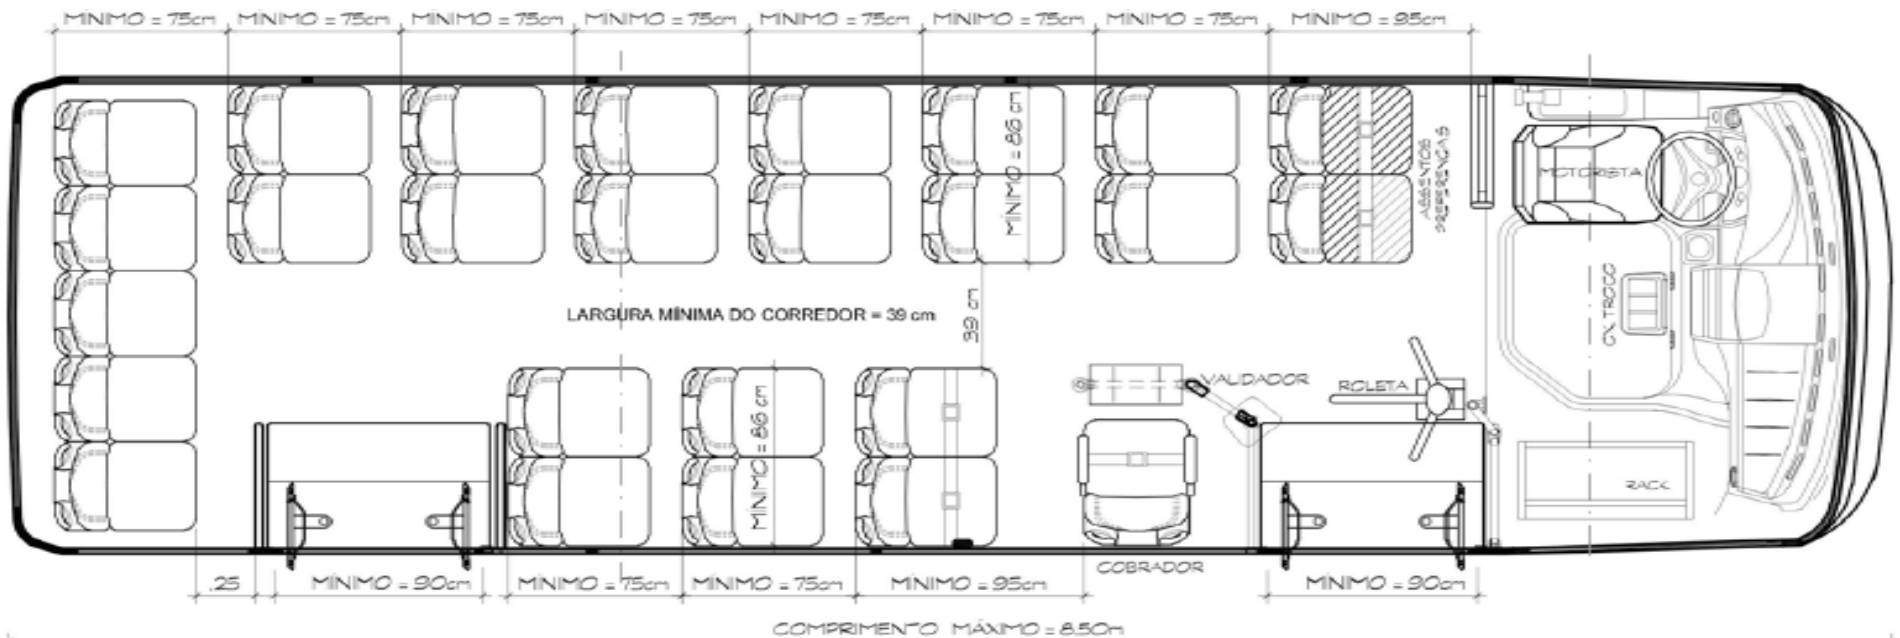 MÍNIMO = 75cm MÍNIMO = 75cm MÍNIMO = 75cm MÍNIMO = 75cm MÍNIMO = 75cm MÍNIMO = 75cm MÍNIMO = 75cm MÍNIMO = 95cm
MÍNIMO = 86 cm
ASSENTOS
PREFERENÇAS
MOTORISTA
CX TROCO
LARGURA MÍNIMA DO CORREDOR = 39 cm
39 cm
VALIDADOR
ROLETA
MÍNIMO = 86 cm
RACK
COBRADOR
.25 MÍNIMO = 90cm MÍNIMO = 75cm MÍNIMO = 75cm MÍNIMO = 95cm MÍNIMO = 90cm
COMPRIMENTO MÁXIMO = 8.50m